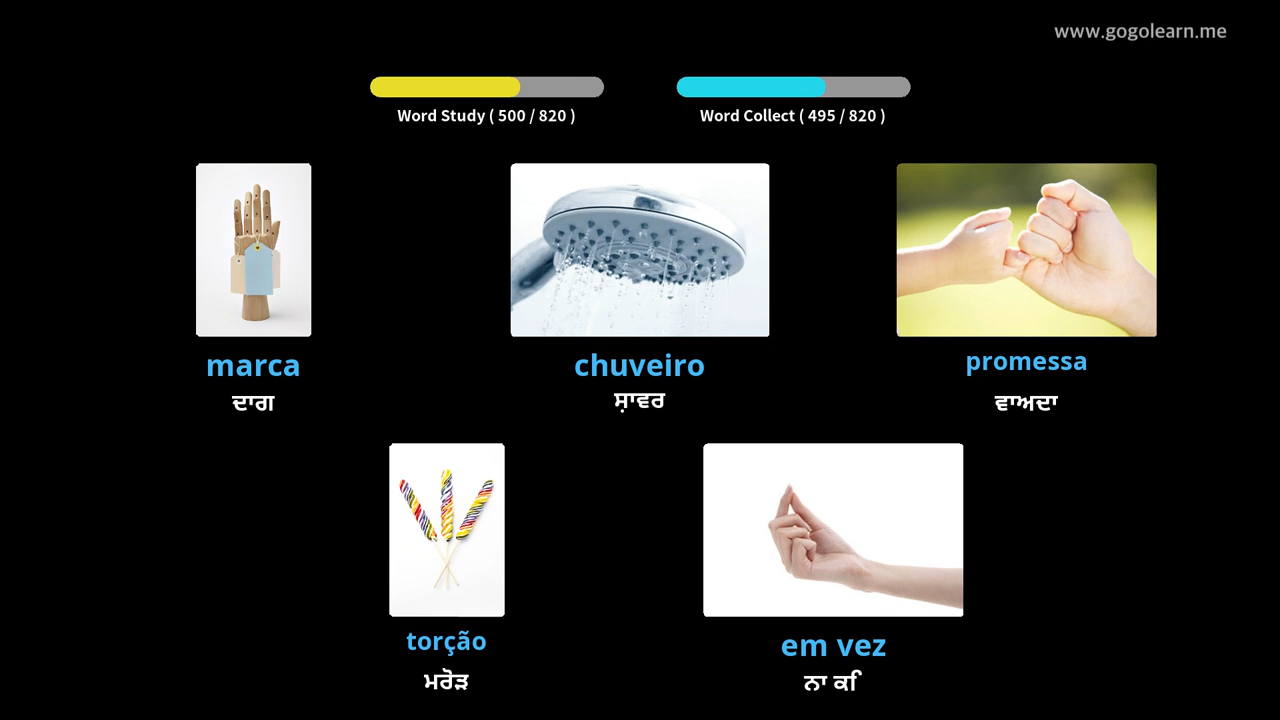 www.gogolearn.me
Word Study ( 500 / 820 )
Word Collect ( 495 / 820 )
marca
ਦਾਗ
chuveiro
ਸ਼ਾਵਰ
promessa
ਵਾਅਦਾ
torção
ਮਰੋੜ
em vez
ਨਾ ਕਿ